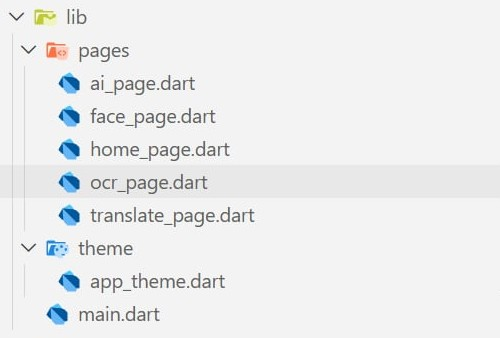 lib
pages
ai_page.dart
face_page.dart
home_page.dart
ocr_page.dart
translate_page.dart
theme
app_theme.dart
main.dart